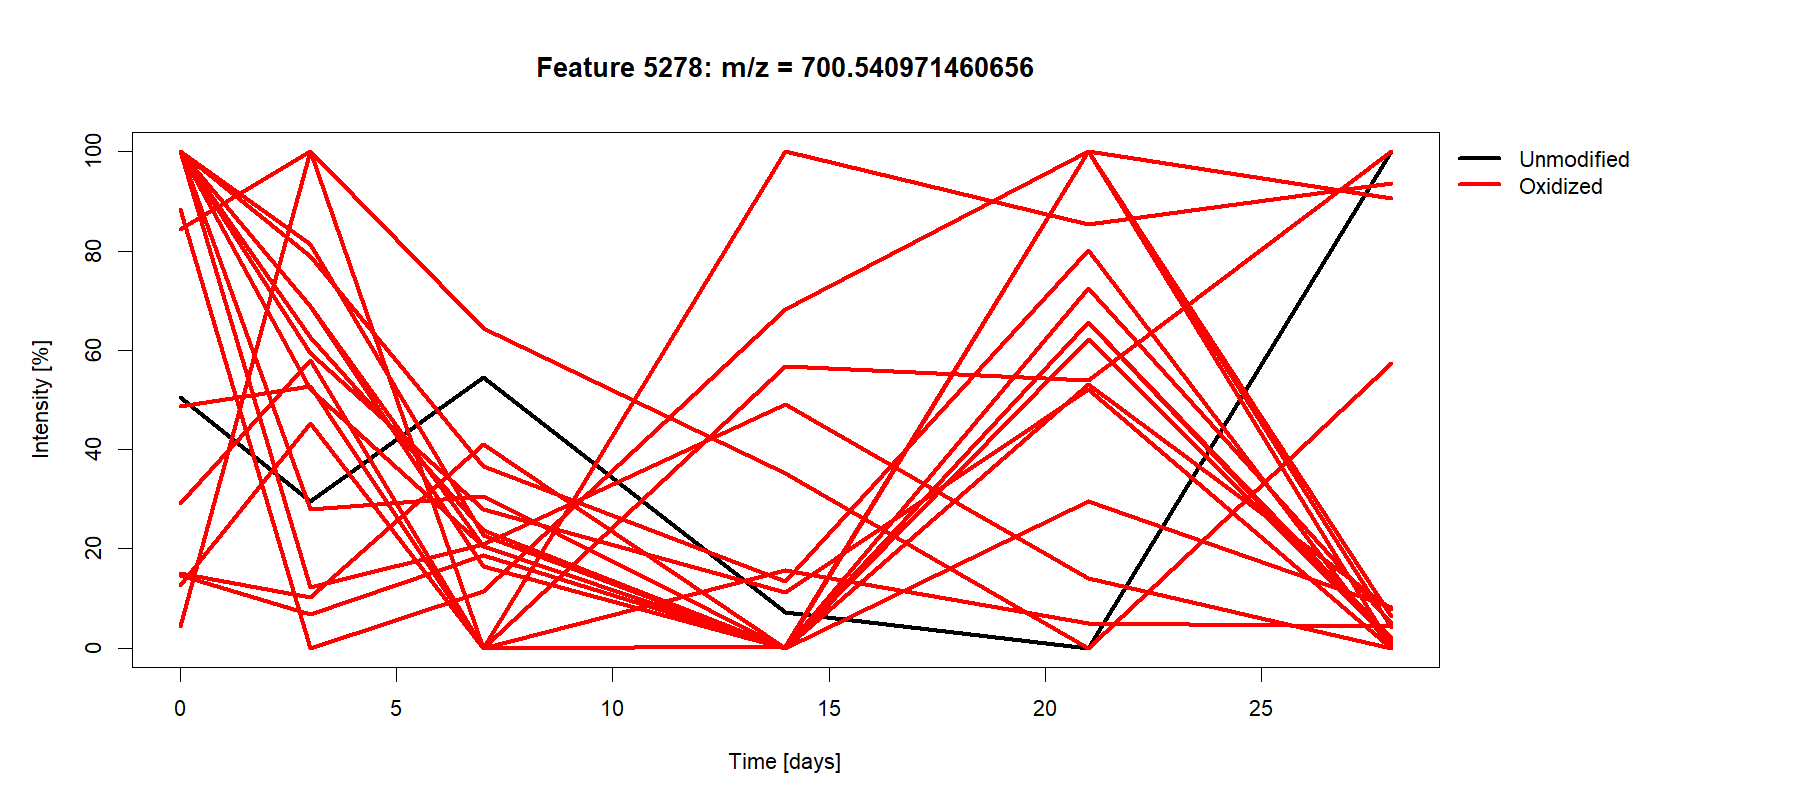 Feature 5278: m/z = 700.540971460656
Unmodified
Oxidized
Intensity [%]
100
80
60
40
20
0
0 5 10 15 20 25
Time [days]